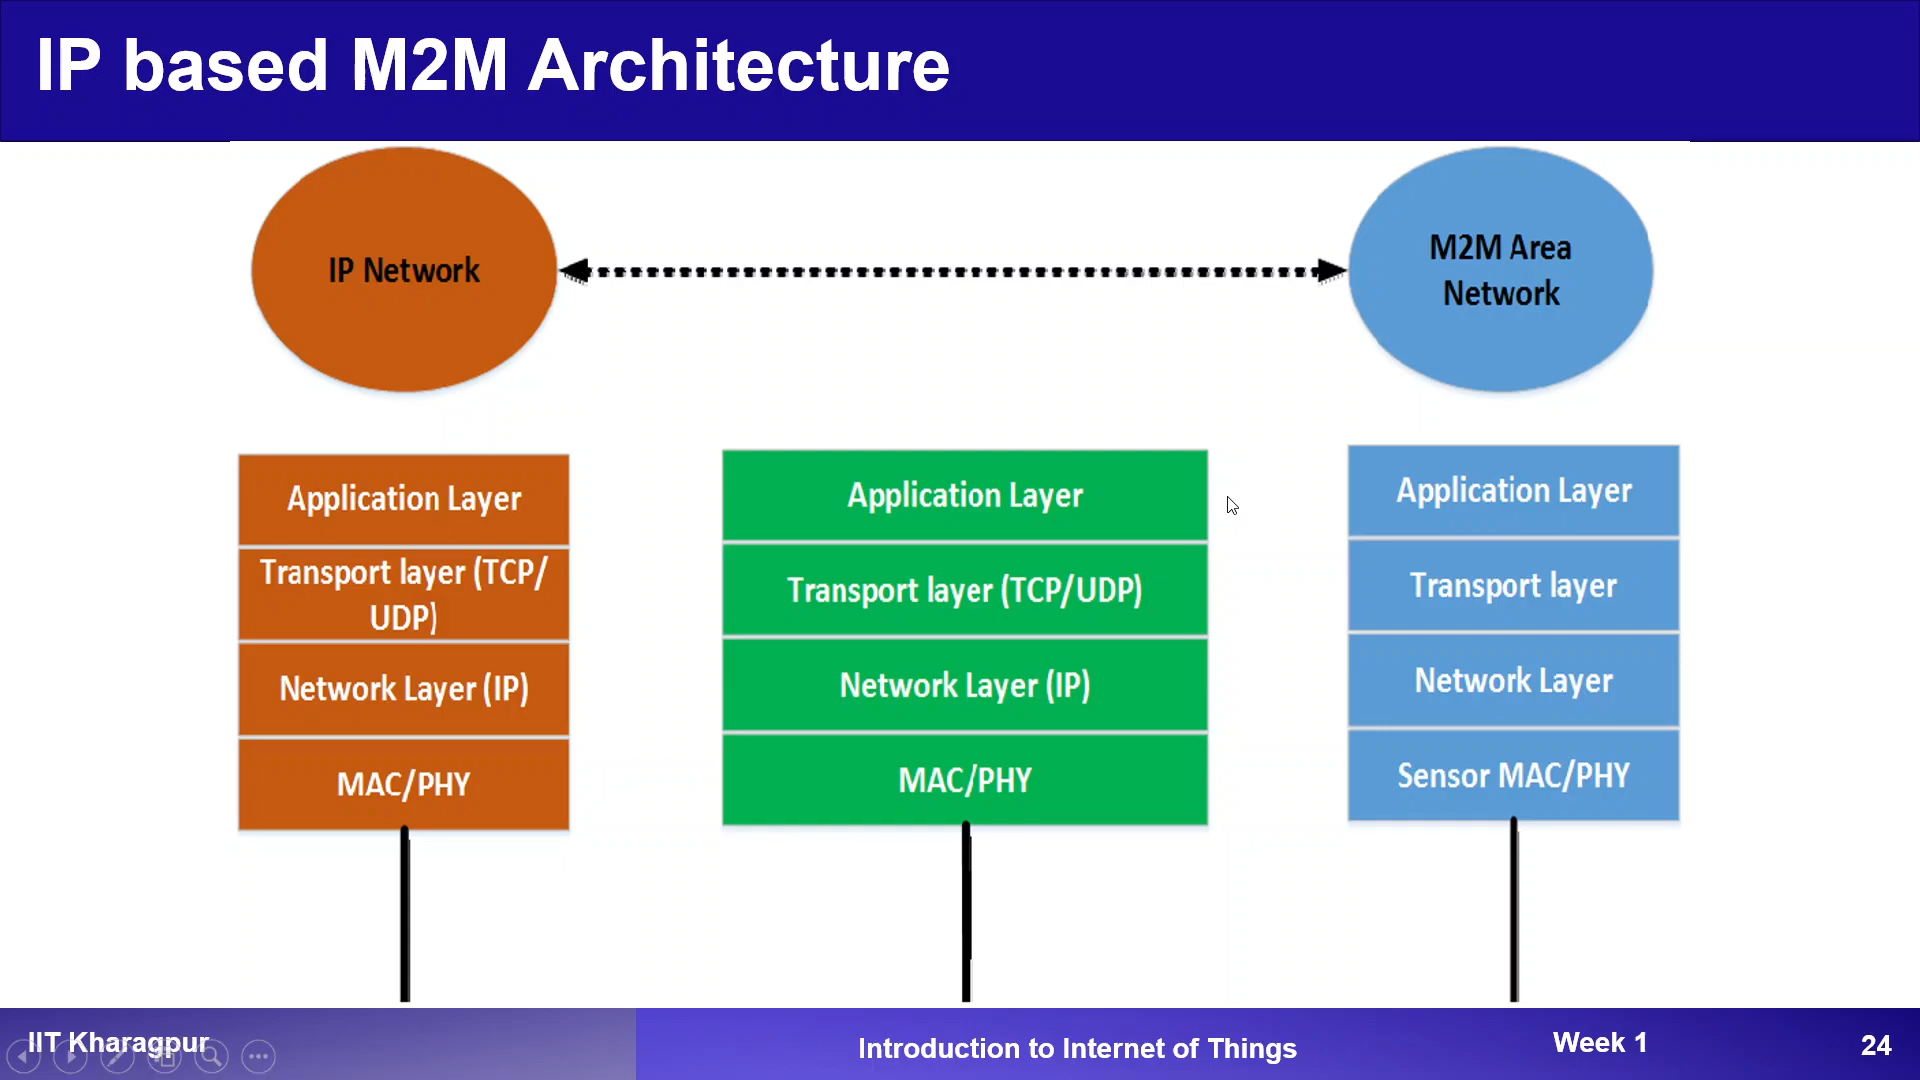 IP based M2M Architecture
IP Network
M2M Area
Network
Application Layer
Transport layer (TCP/
UDP)
Network Layer (IP)
MAC/PHY
Application Layer
Transport layer (TCP/UDP)
Network Layer (IP)
MAC/PHY
Application Layer
Transport layer
Network Layer
Sensor MAC/PHY
IIT Kharagpur
Introduction to Internet of Things
Week 1
24